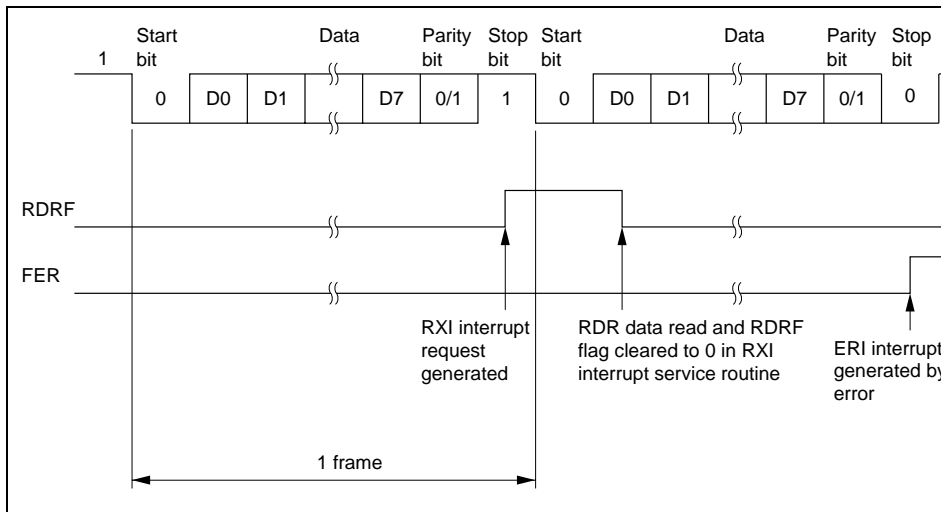 1
Start bit
Data
Parity bit
Stop bit
Start bit
Data
Parity bit
Stop bit
0 D0 D1 D7 0/1 1 0 D0 D1 D7 0/1 0
RDRF
FER
RXI interrupt
request
generated
RDR data read and RDRF
flag cleared to 0 in RXI
interrupt service routine
ERI interrupt
generated by
error
1 frame